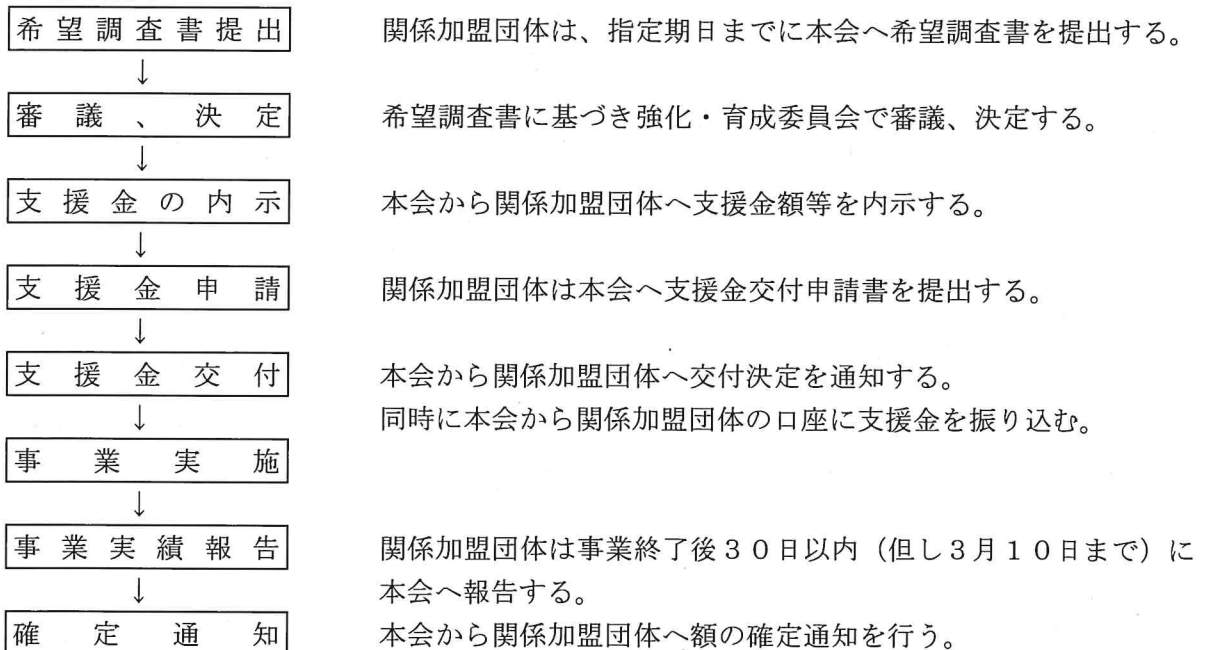 希望調査書提出 関係加盟団体は、指定期日までに本会へ希望調査書を提出する。
↓
審議、決定 希望調査書に基づき強化・育成委員会で審議、決定する。
↓
支援金の内示 本会から関係加盟団体へ支援金額等を内示する。
↓
支援金申請 関係加盟団体は本会へ支援金交付申請書を提出する。
↓
支援金交付 本会から関係加盟団体へ交付決定を通知する。
↓ 同時に本会から関係加盟団体の口座に支援金を振り込む。
事業実施
↓
事業実績報告 関係加盟団体は事業終了後30日以内(但し3月10日まで)に
↓ 本会へ報告する。
確定通知 本会から関係加盟団体へ額の確定通知を行う。